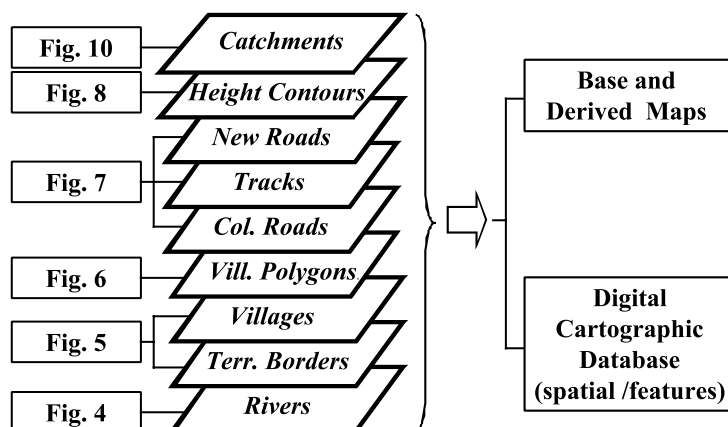 Fig. 10
Catchments
Fig. 8
Height Contours
New Roads
Fig. 7
Tracks
Col. Roads
Fig. 6
Vill. Polygons
Villages
Fig. 5
Terr. Borders
Fig. 4
Rivers
Base and
Derived Maps
Digital
Cartographic
Database
(spatial /features)